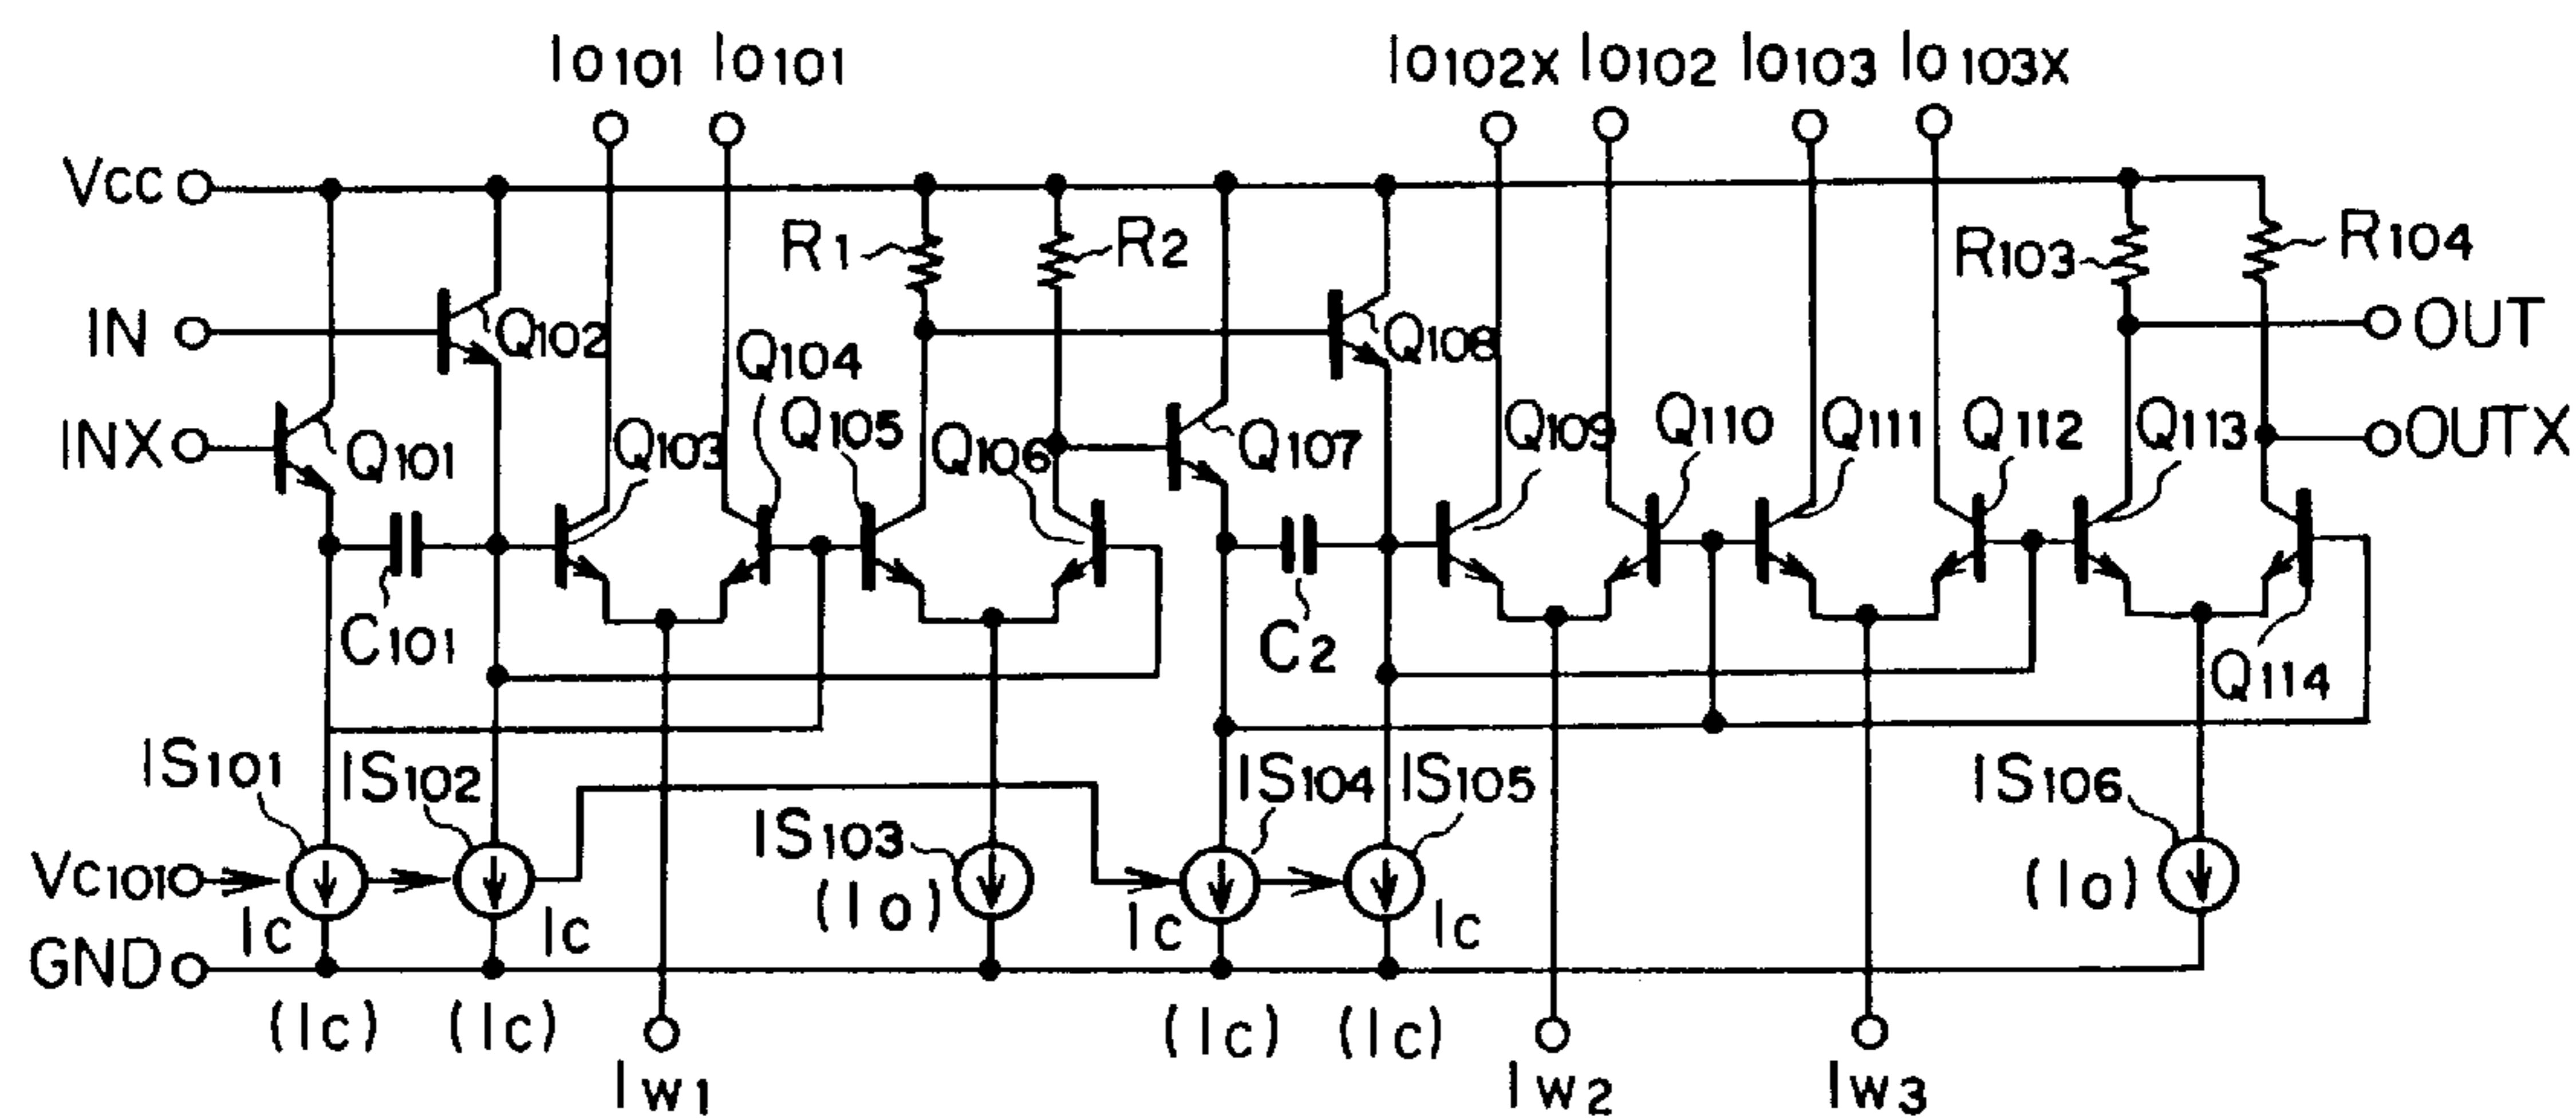 Io101 Io101 Io102X Io102 Io103 Io103X
Vcc
R1 R2 R103 R104
IN Q102 Q108 OUT
Q104
INX Q101 Q103 Q105 Q106 Q107 Q109 Q110 Q111 Q112 Q113 OUTX
C101 C2 Q114
IS101 IS102 IS103 IS104 IS105 IS106
Vc101 (Io) (Io)
Ic Ic Ic Ic
GND
(Ic) (Ic) (Ic) (Ic)
Iw1 Iw2 Iw3